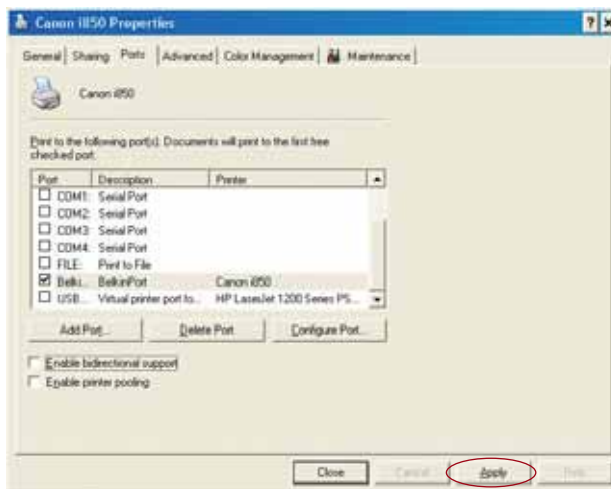 Canon i850 Properties
General Sharing Ports Advanced Color Management Maintenance
Canon i850
Print to the following port(s). Documents will print to the first free
checked port.
Port Description Printer
COM1: Serial Port
COM2: Serial Port
COM3: Serial Port
COM4: Serial Port
FILE: Print to File
Belki... BelkinPort Canon i850
USB... Virtual printer port fo... HP LaserJet 1200 Series PS...
Add Port... Delete Port Configure Port...
Enable bidirectional support
Enable printer pooling
Close Cancel Apply Help